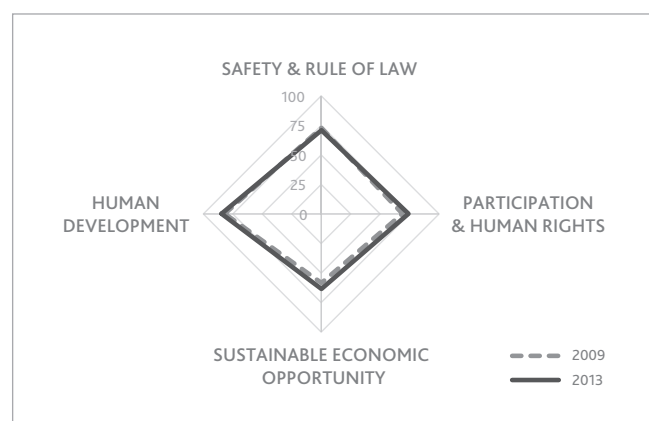 SAFETY & RULE OF LAW
100
75
50
25
0
HUMAN
DEVELOPMENT
PARTICIPATION
& HUMAN RIGHTS
SUSTAINABLE ECONOMIC
OPPORTUNITY
2009
2013